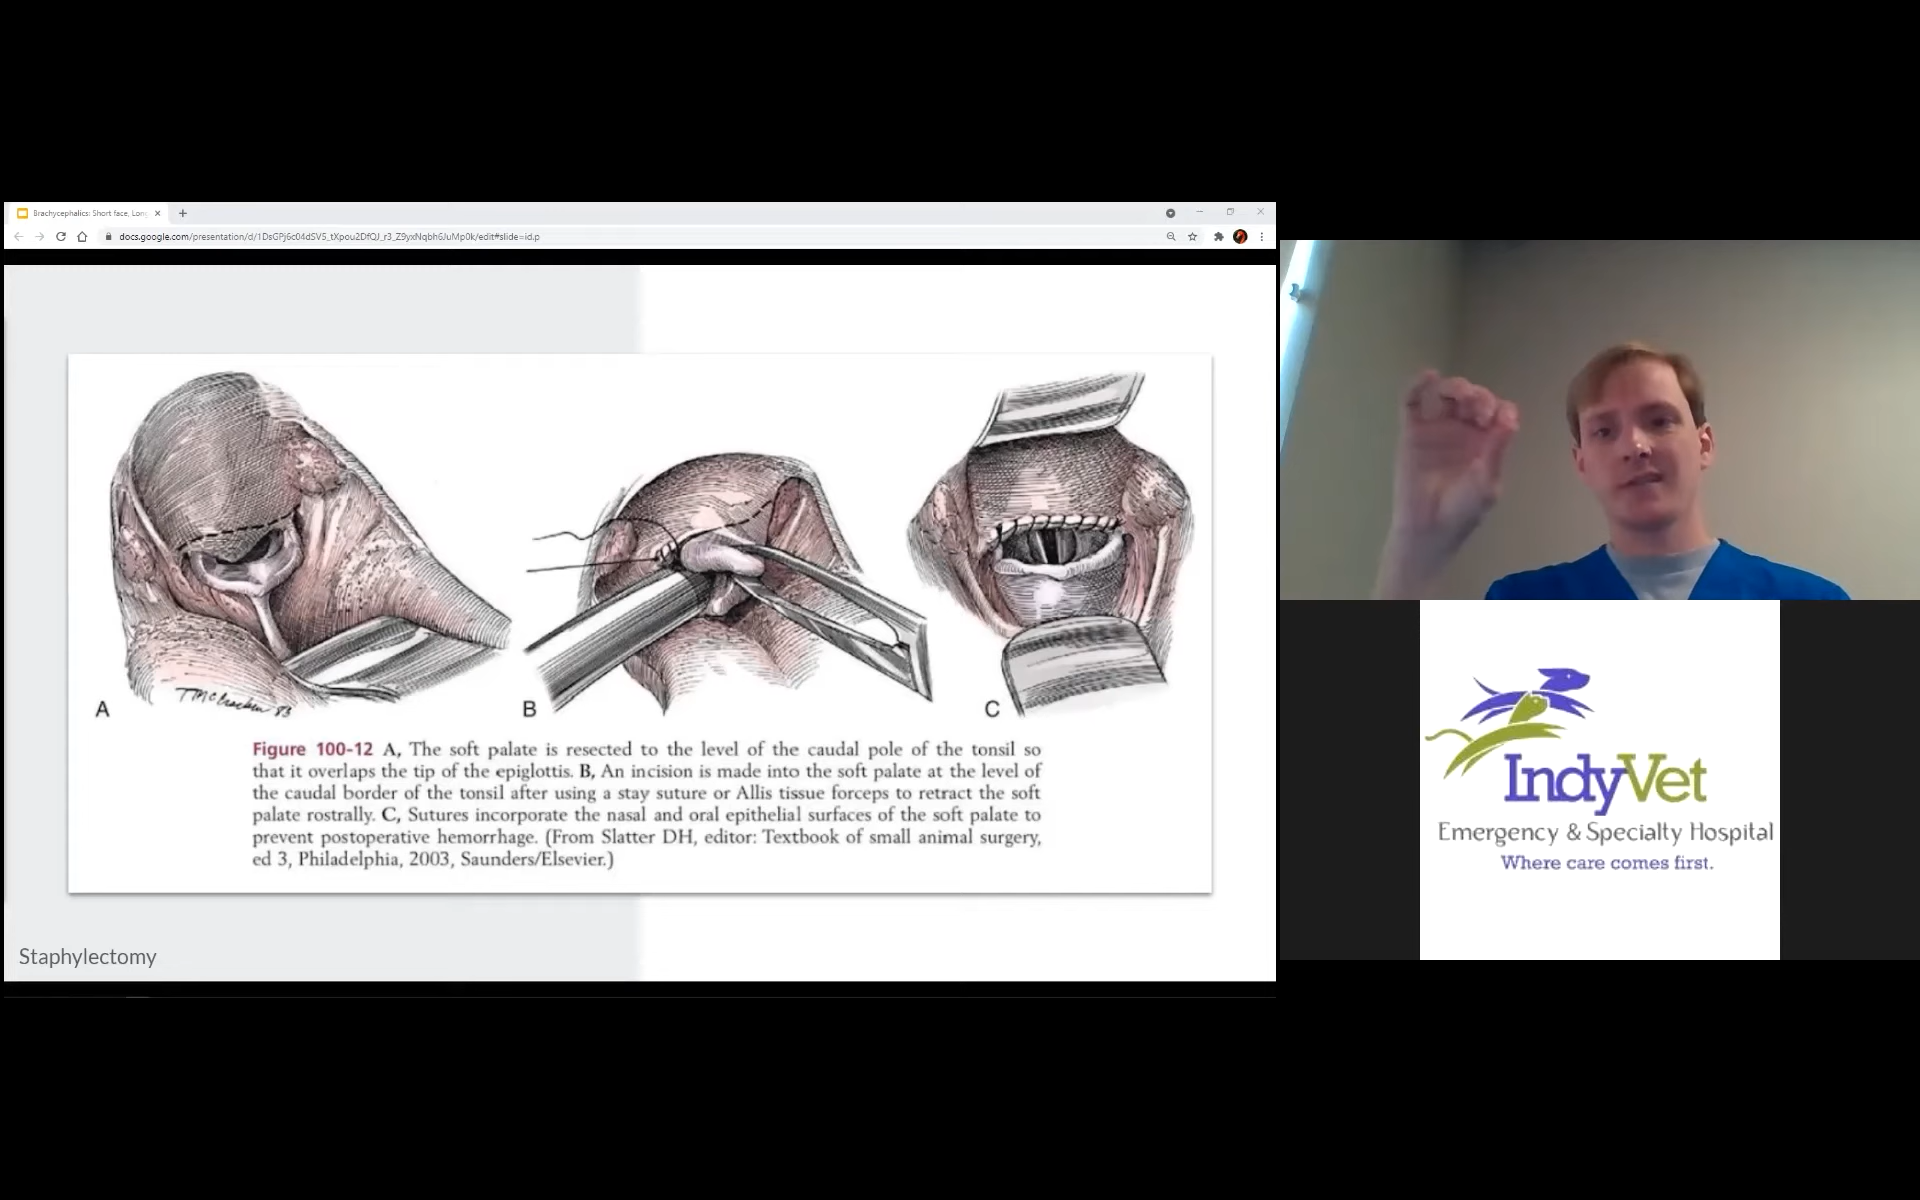 Brachycephalics: Short face, Lon
docs.google.com/presentation/d/1DsGPj6c04dSV5_tXpou2DfQJ_r3_Z9yxNqbh6JuMp0k/edit#slide=id.p
A
B
C
Figure 100-12 A, The soft palate is resected to the level of the caudal pole of the tonsil so
that it overlaps the tip of the epiglottis. B, An incision is made into the soft palate at the level of
the caudal border of the tonsil after using a stay suture or Allis tissue forceps to retract the soft
palate rostrally. C, Sutures incorporate the nasal and oral epithelial surfaces of the soft palate to
prevent postoperative hemorrhage. (From Slatter DH, editor: Textbook of small animal surgery,
ed 3, Philadelphia, 2003, Saunders/Elsevier.)
Staphylectomy
IndyVet
Emergency & Specialty Hospital
Where care comes first.